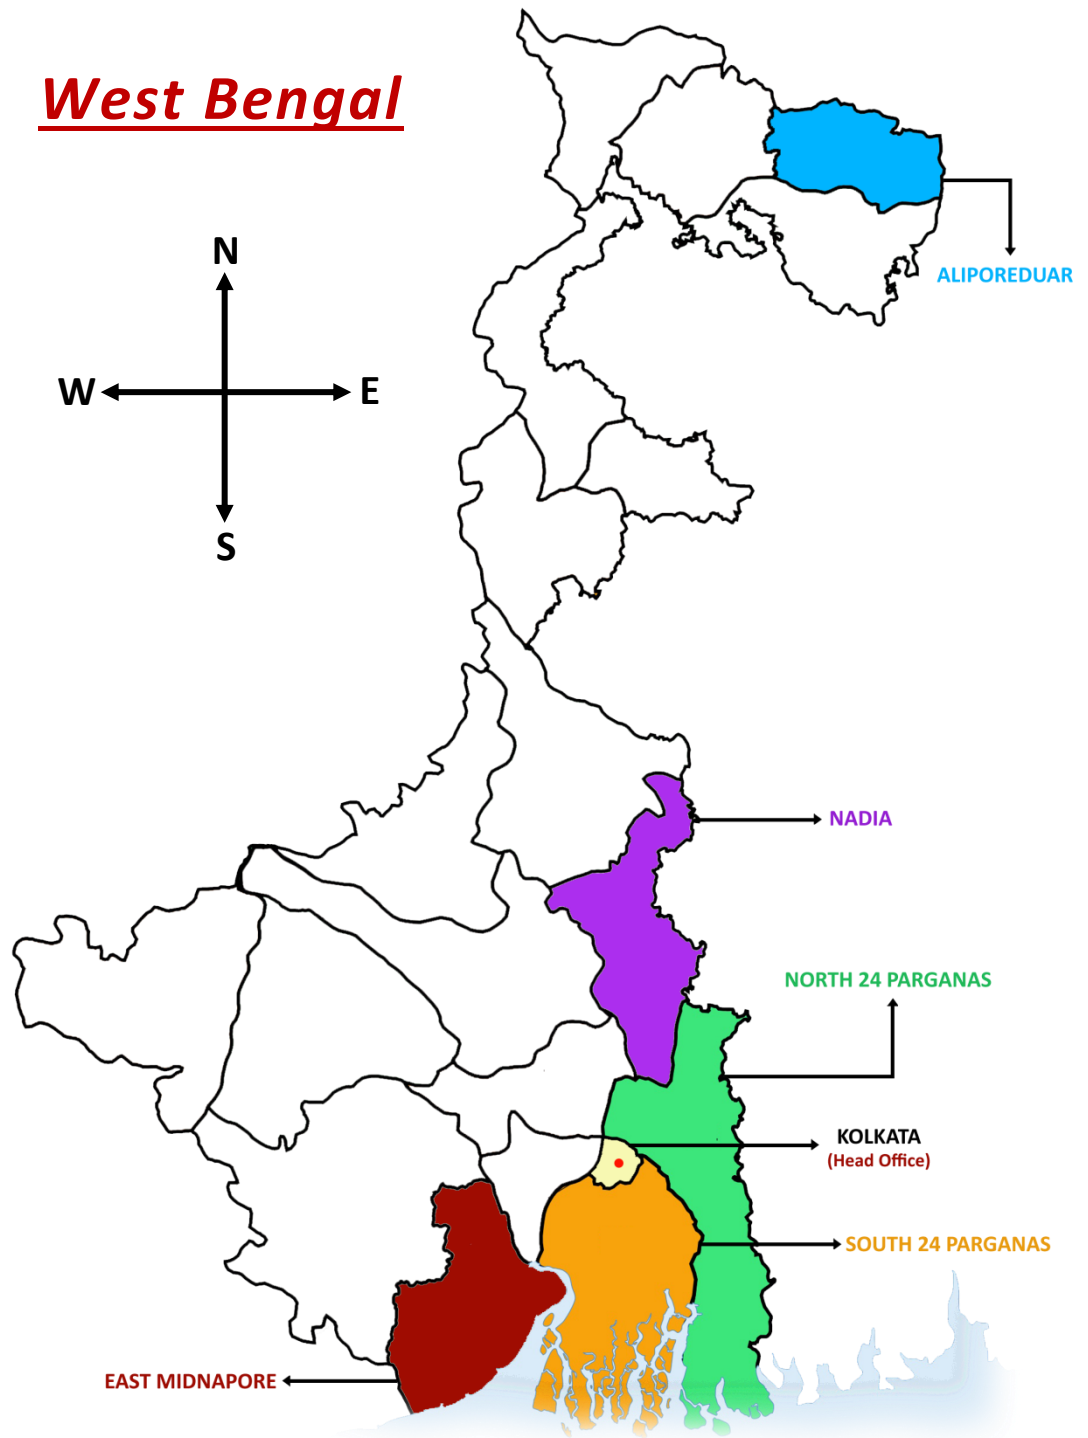 West Bengal
N
W
E
S
ALIPOREDUAR
NADIA
NORTH 24 PARGANAS
KOLKATA
(Head Office)
SOUTH 24 PARGANAS
EAST MIDNAPORE